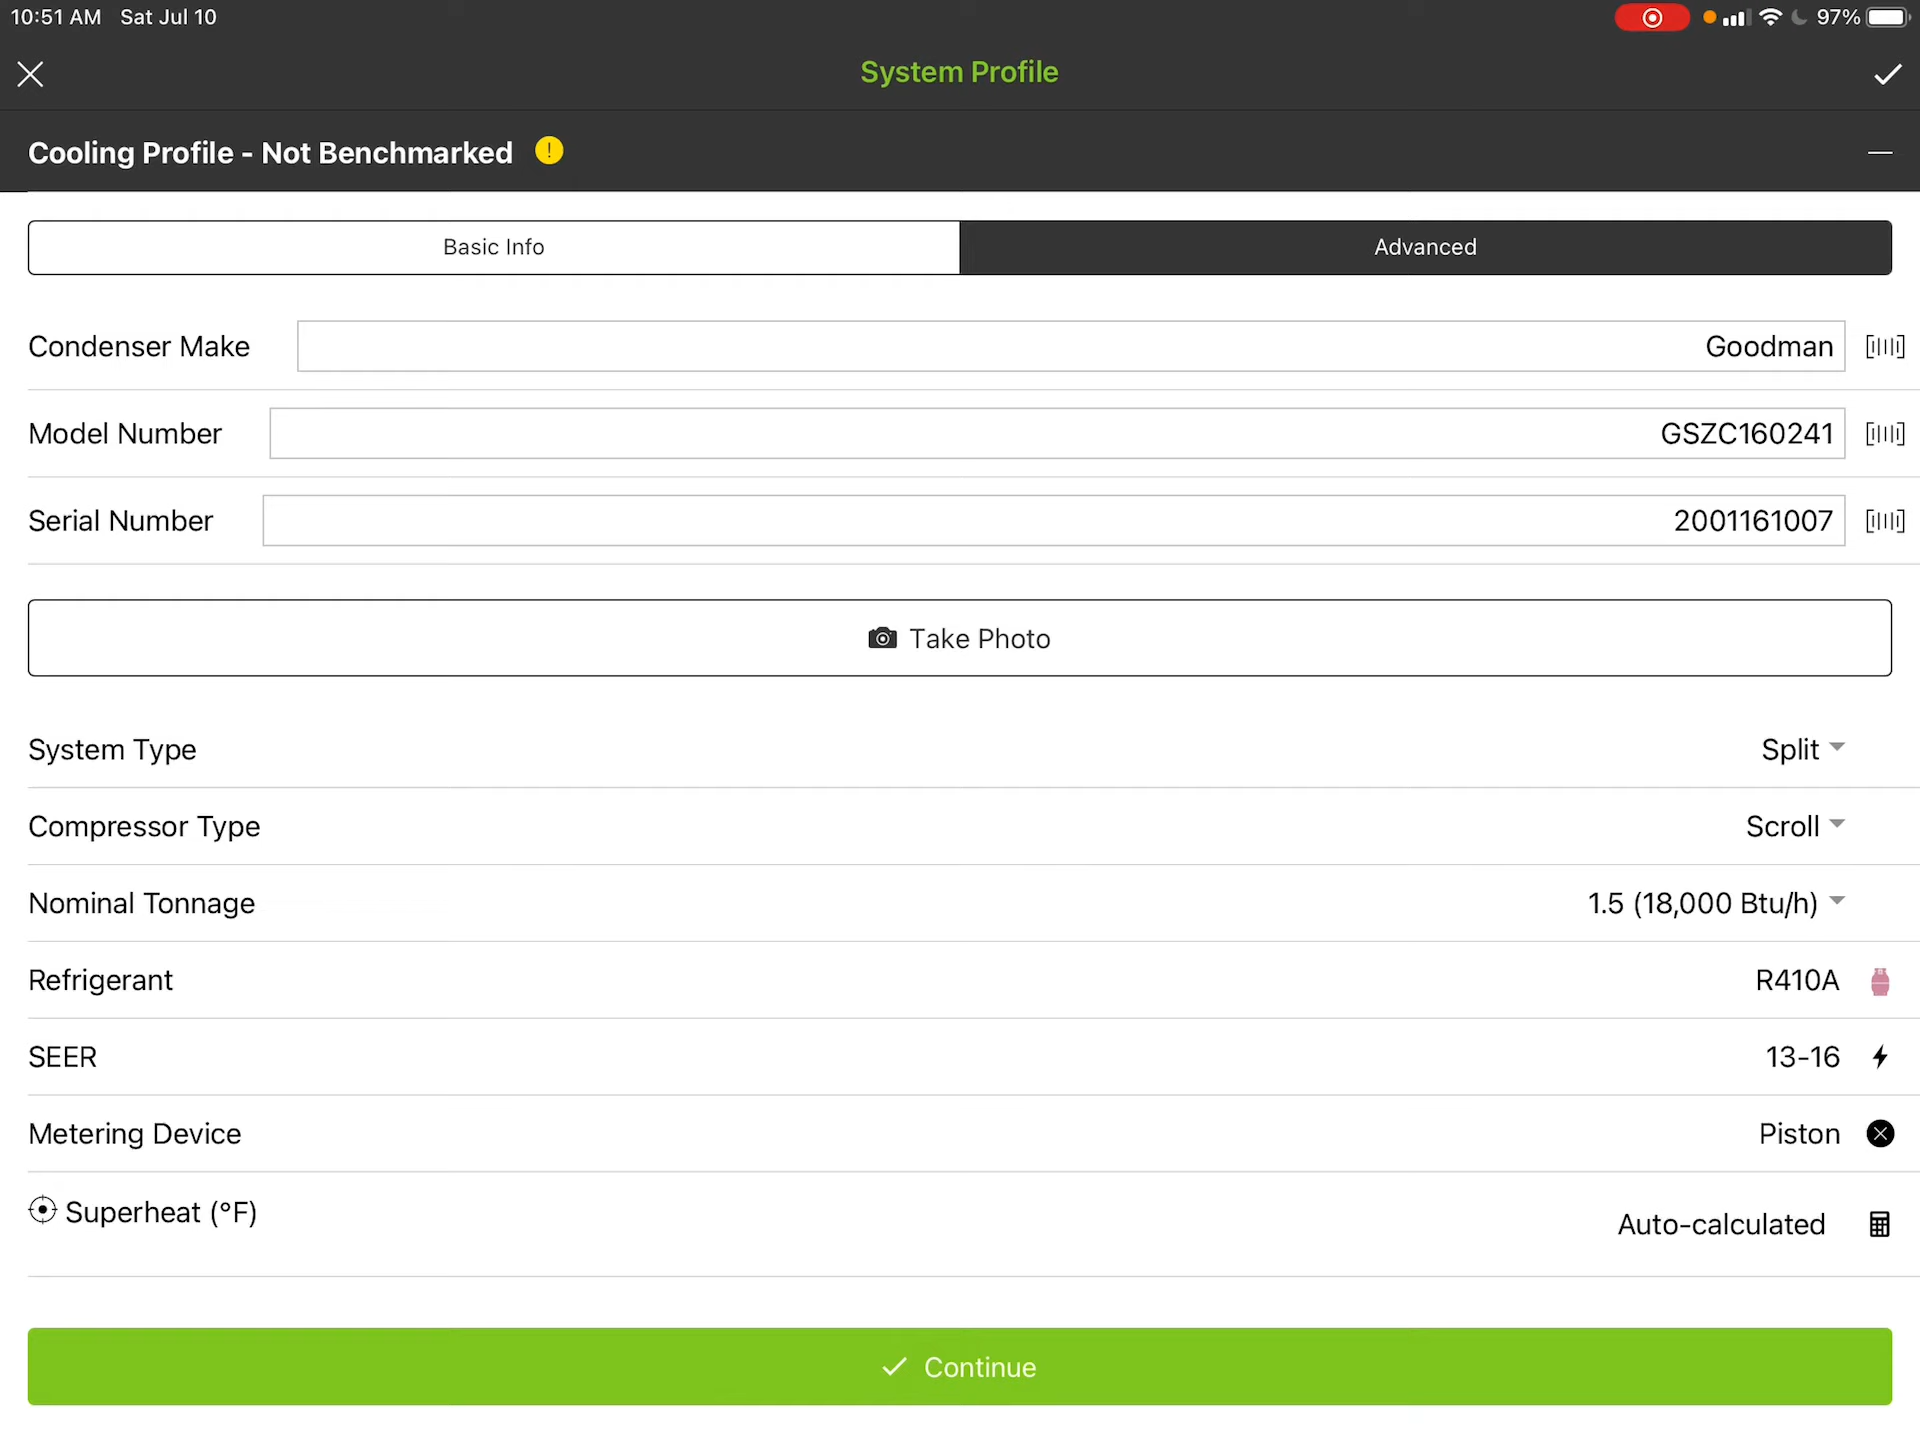 10:51 AM Sat Jul 10 97%
System Profile
Cooling Profile - Not Benchmarked !
Basic Info Advanced
Condenser Make Goodman
Model Number GSZC160241
Serial Number 2001161007
Take Photo
System Type Split
Compressor Type Scroll
Nominal Tonnage 1.5 (18,000 Btu/h)
Refrigerant R410A
SEER 13-16
Metering Device Piston
Superheat (°F) Auto-calculated
Continue